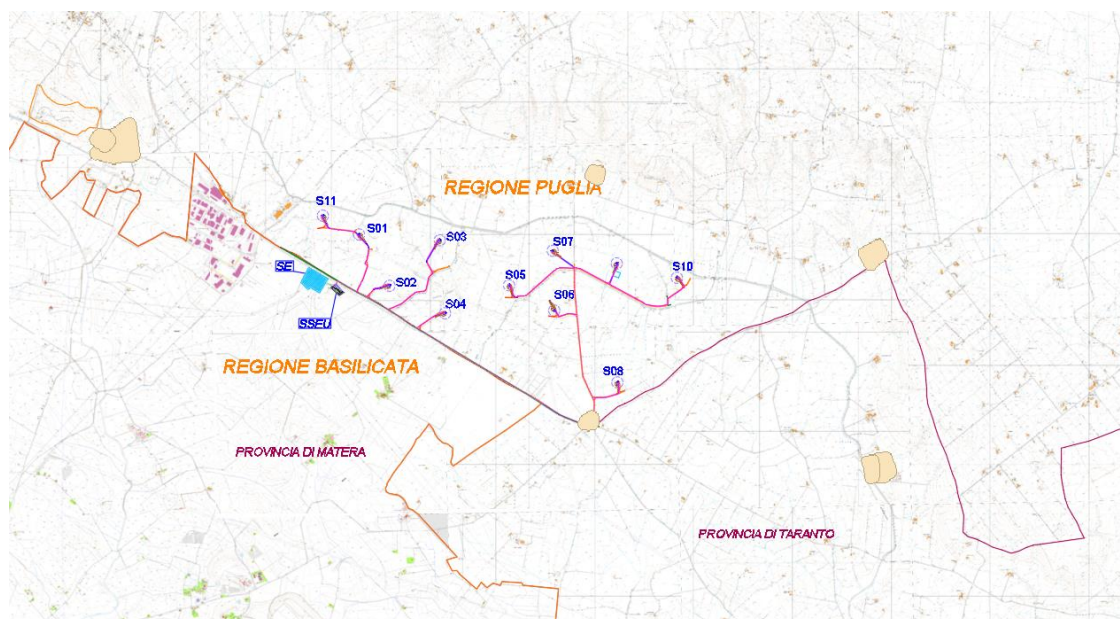 REGIONE PUGLIA
S11
S01
S03
S07
SE
S02
S05
S10
S06
SSEU
S04
REGIONE BASILICATA
S08
PROVINCIA DI MATERA
PROVINCIA DI TARANTO